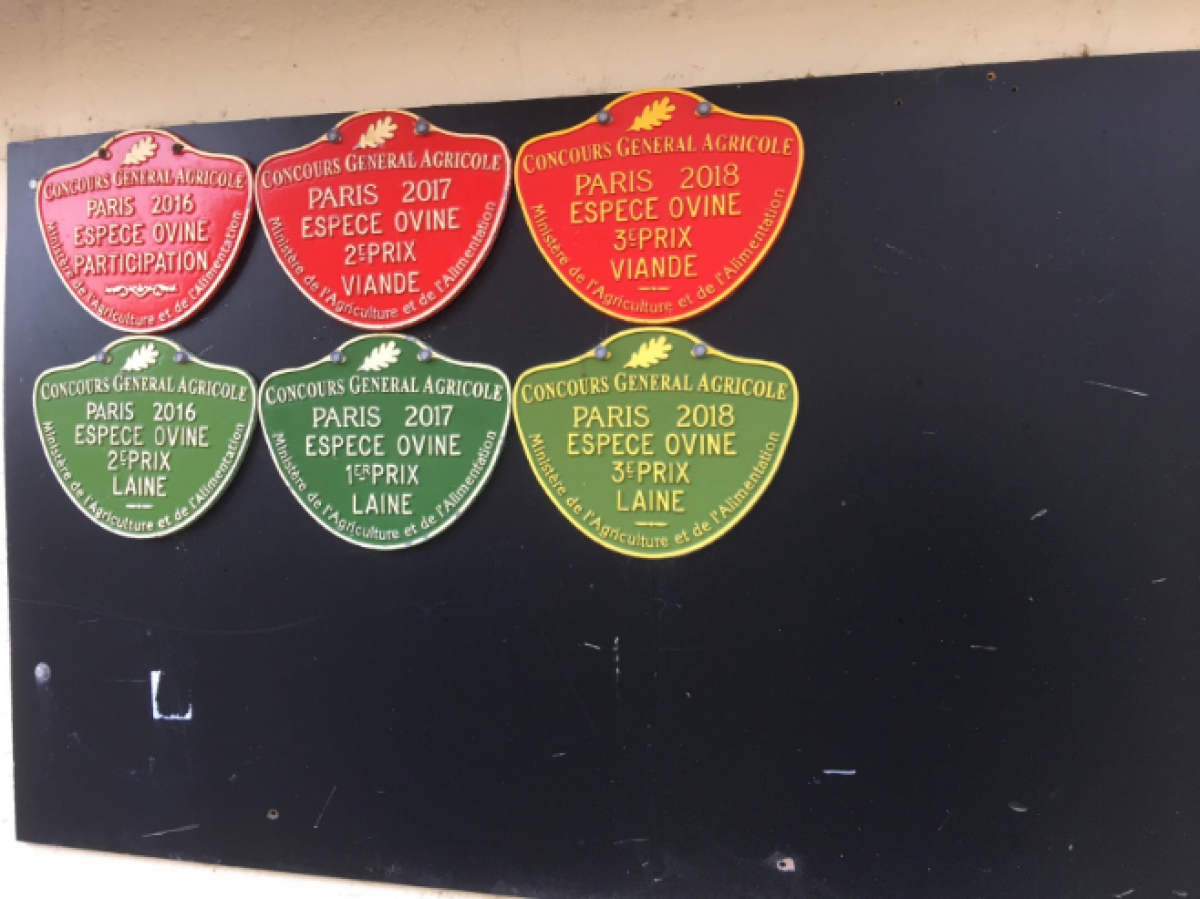 CONCOURS GENERAL AGRICOLE
PARIS 2016
ESPECE OVINE
PARTICIPATION
Ministère de l'Agriculture et de l'Alimentation
CONCOURS GENERAL AGRICOLE
PARIS 2017
ESPECE OVINE
2E PRIX
VIANDE
Ministère de l'Agriculture et de l'Alimentation
CONCOURS GENERAL AGRICOLE
PARIS 2018
ESPECE OVINE
3E PRIX
VIANDE
Ministère de l'Agriculture et de l'Alimentation
CONCOURS GENERAL AGRICOLE
PARIS 2016
ESPECE OVINE
2E PRIX
LAINE
Ministère de l'Agriculture et de l'Alimentation
CONCOURS GENERAL AGRICOLE
PARIS 2017
ESPECE OVINE
1ER PRIX
LAINE
Ministère de l'Agriculture et de l'Alimentation
CONCOURS GENERAL AGRICOLE
PARIS 2018
ESPECE OVINE
3E PRIX
LAINE
Ministère de l'Agriculture et de l'Alimentation